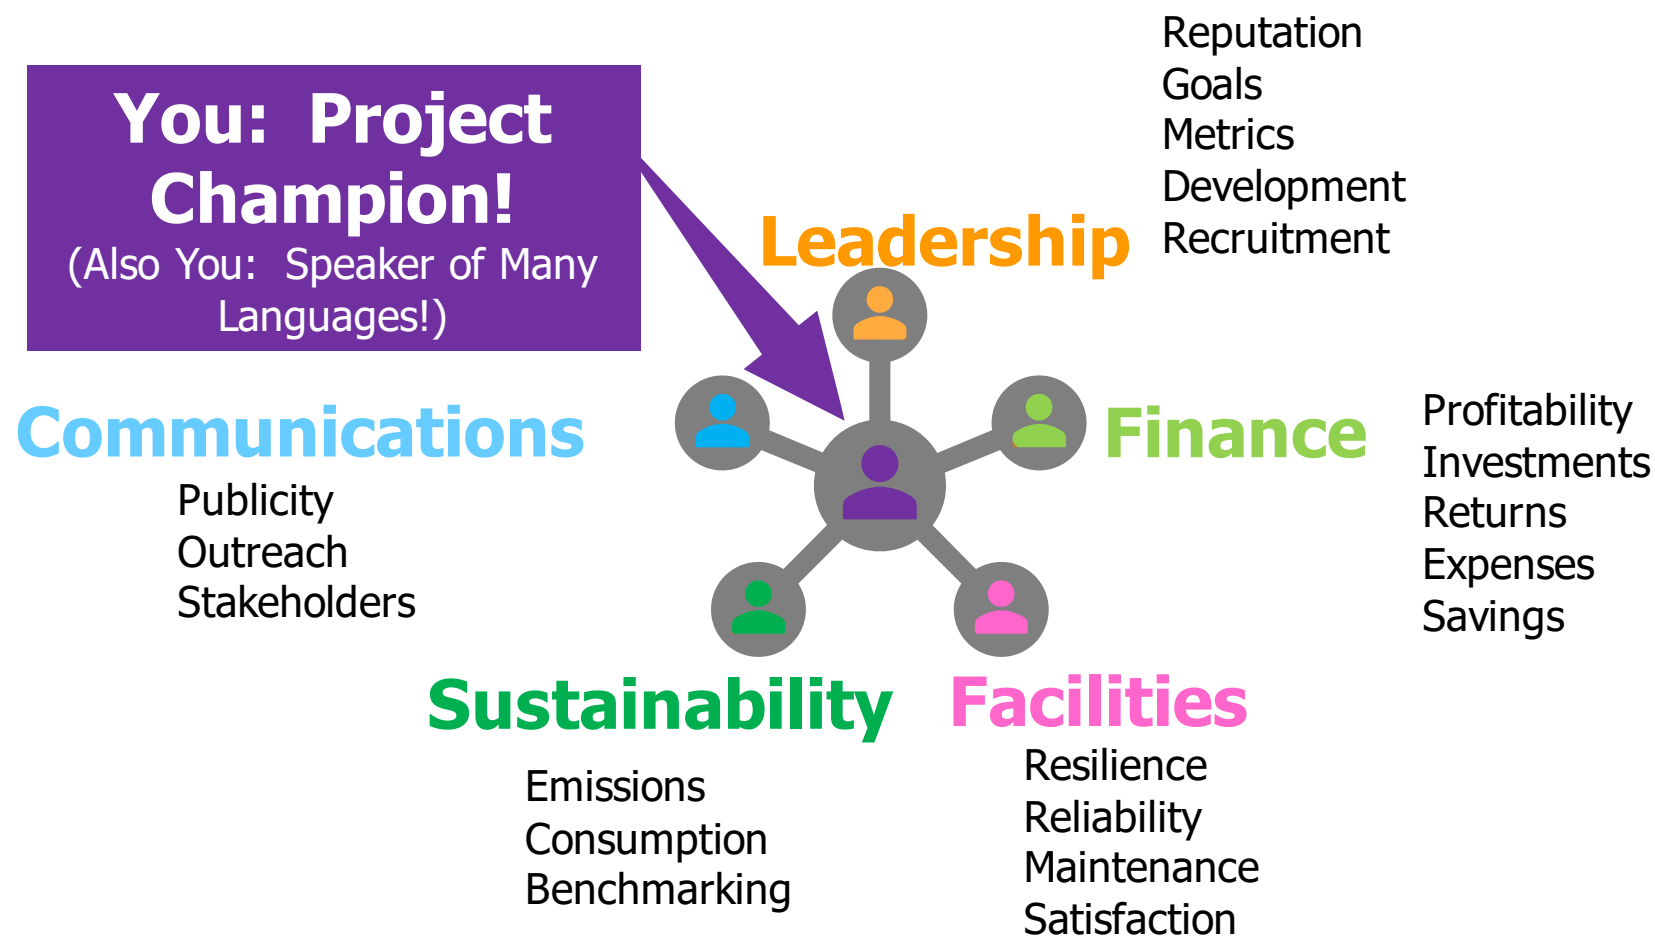 You: Project
Champion!
(Also You: Speaker of Many
Languages!)
Leadership
Reputation
Goals
Metrics
Development
Recruitment
Communications
Publicity
Outreach
Stakeholders
Finance
Profitability
Investments
Returns
Expenses
Savings
Sustainability
Emissions
Consumption
Benchmarking
Facilities
Resilience
Reliability
Maintenance
Satisfaction